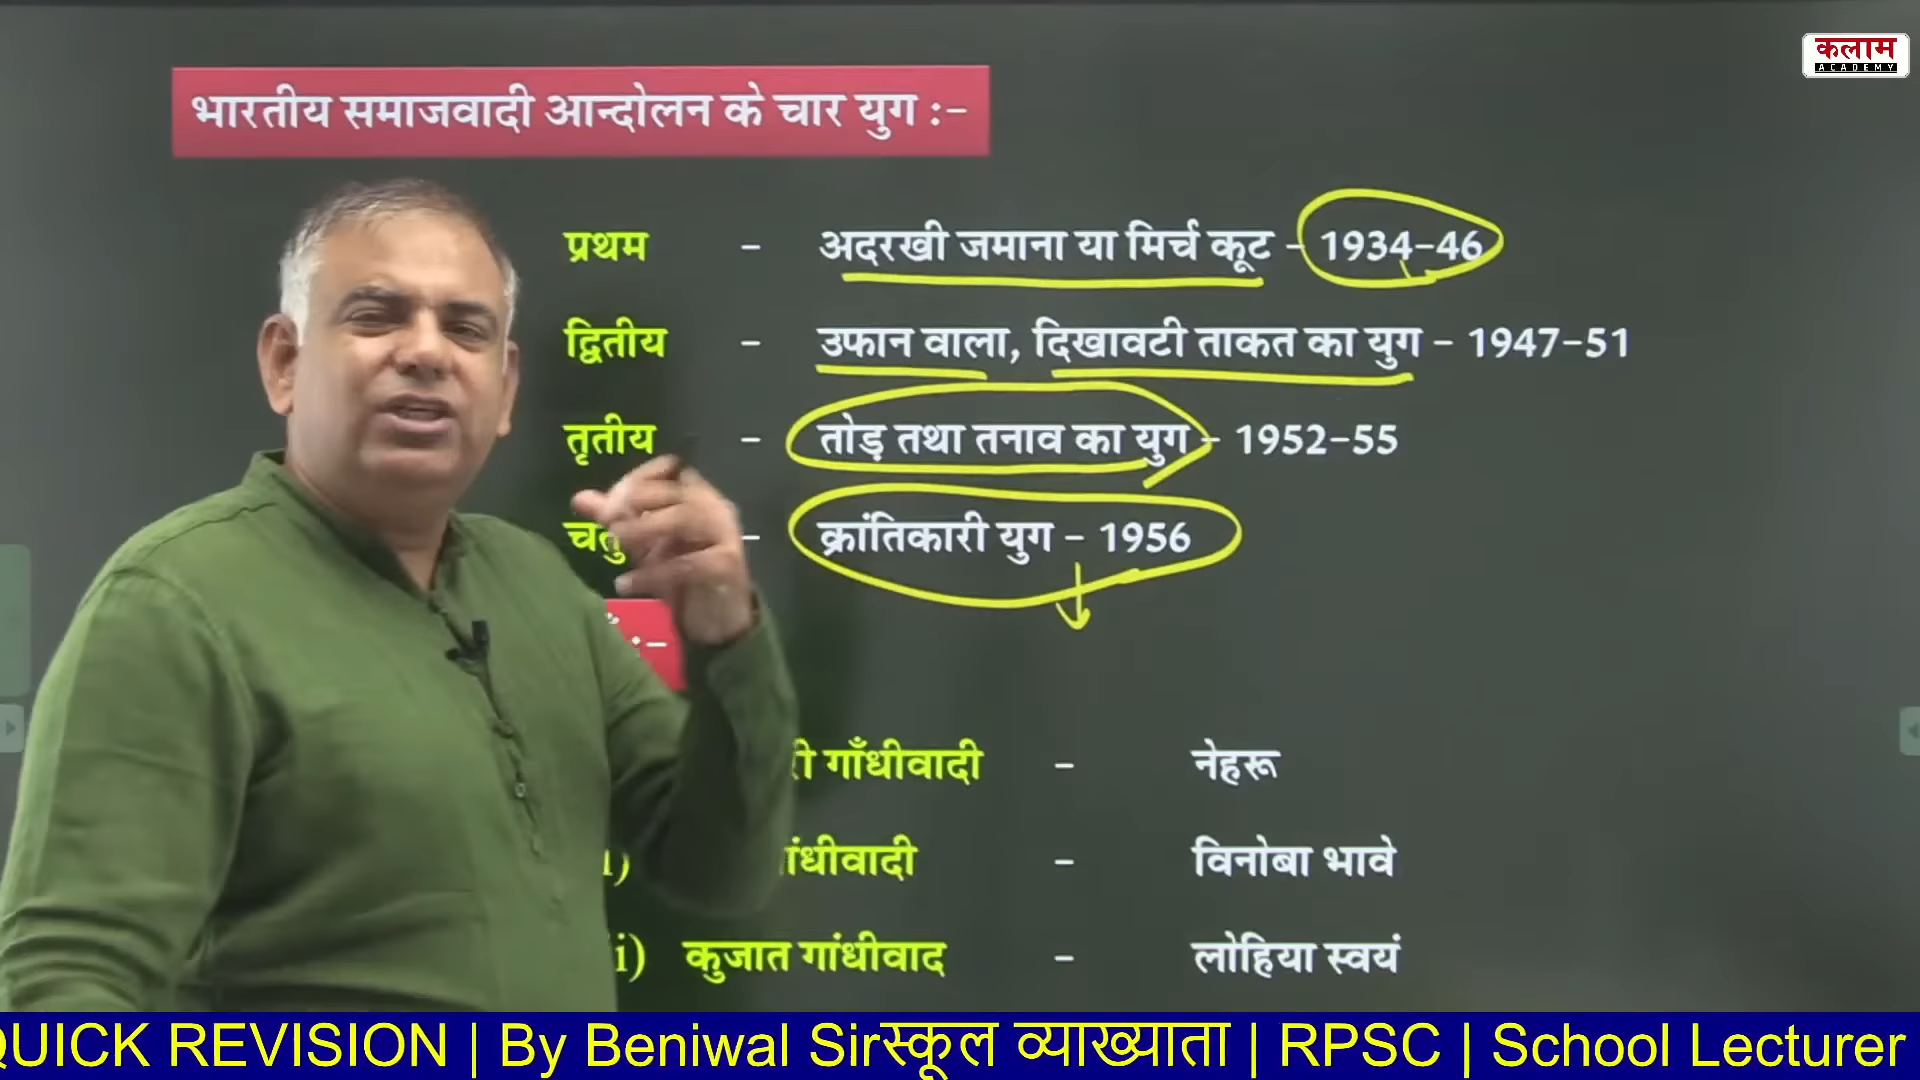 कलाम
ACADEMY
भारतीय समाजवादी आन्दोलन के चार युग :-
प्रथम - अदरखी जमाना या मिर्च कूट - 1934-46
द्वितीय - उफान वाला, दिखावटी ताकत का युग - 1947-51
तृतीय - तोड़ तथा तनाव का युग - 1952-55
- क्रांतिकारी युग - 1956
:-
गाँधीवादी - नेहरू
गांधीवादी - विनोबा भावे
i) कुजात गांधीवाद - लोहिया स्वयं
QUICK REVISION | By Beniwal Sirस्कूल व्याख्याता | RPSC | School Lecturer